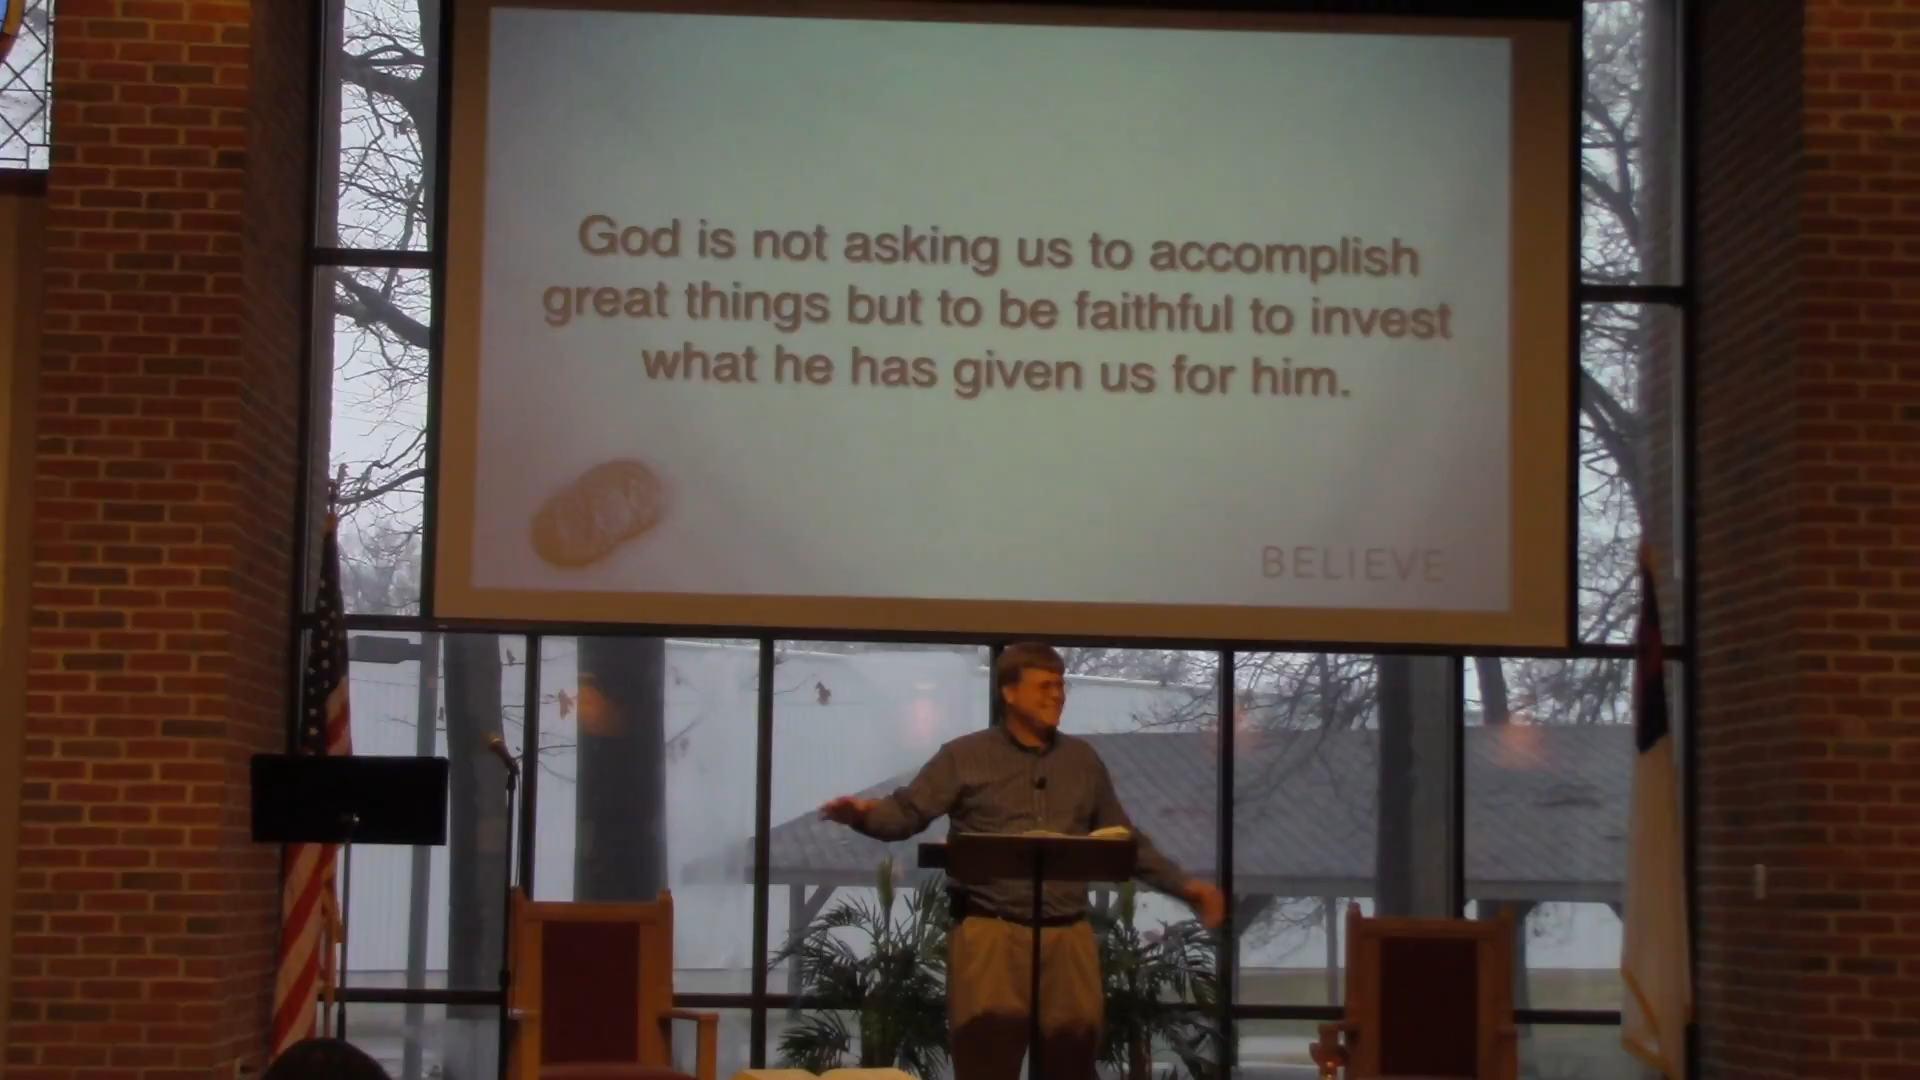 God is not asking us to accomplish
great things but to be faithful to invest
what he has given us for him.
BELIEVE